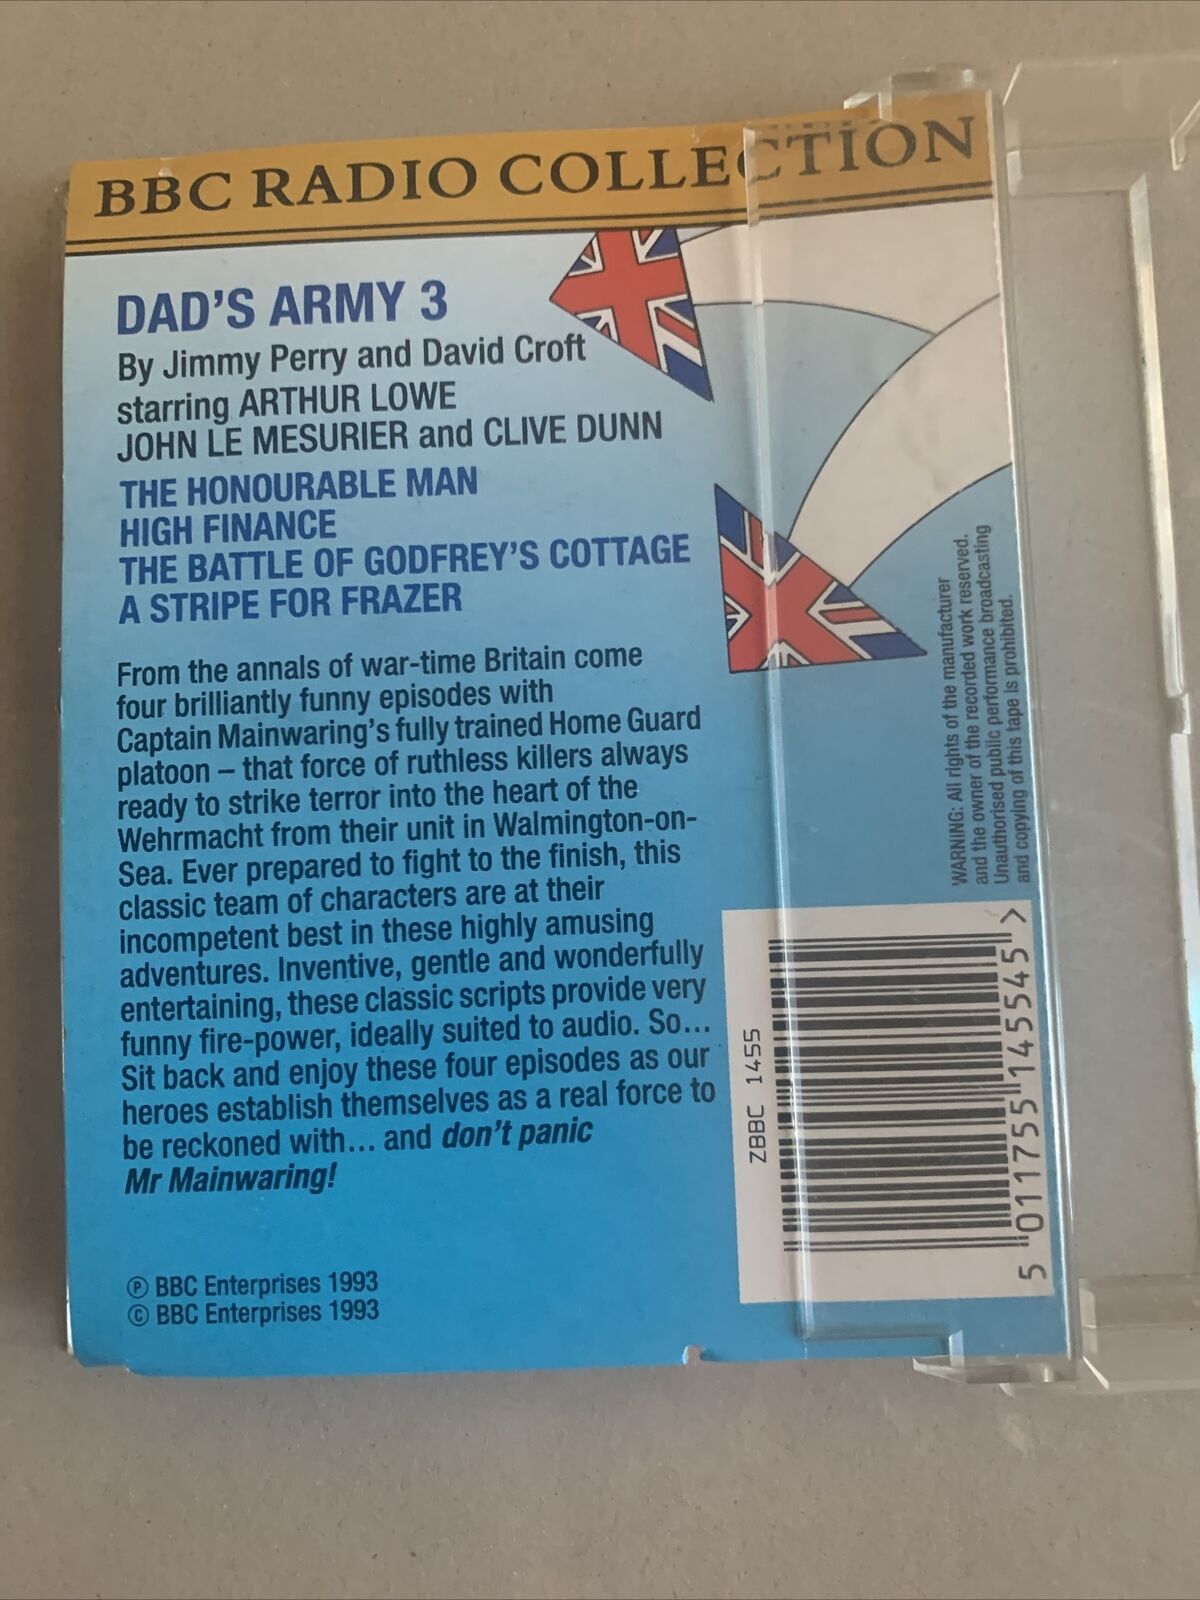 BBC RADIO COLLECTION
DAD'S ARMY 3
By Jimmy Perry and David Croft
starring ARTHUR LOWE
JOHN LE MESURIER and CLIVE DUNN
THE HONOURABLE MAN
HIGH FINANCE
THE BATTLE OF GODFREY'S COTTAGE
A STRIPE FOR FRAZER
From the annals of war-time Britain come
four brilliantly funny episodes with
Captain Mainwaring's fully trained Home Guard
platoon – that force of ruthless killers always
ready to strike terror into the heart of the
Wehrmacht from their unit in Walmington-on-
Sea. Ever prepared to fight to the finish, this
classic team of characters are at their
incompetent best in these highly amusing
adventures. Inventive, gentle and wonderfully
entertaining, these classic scripts provide very
funny fire-power, ideally suited to audio. So...
Sit back and enjoy these four episodes as our
heroes establish themselves as a real force to
be reckoned with... and don't panic
Mr Mainwaring!
Ⓟ BBC Enterprises 1993
© BBC Enterprises 1993
WARNING: All rights of the manufacturer
and the owner of the recorded work reserved.
Unauthorised public performance broadcasting
and copying of this tape is prohibited.
ZBBC 1455
5 011755 145545 >